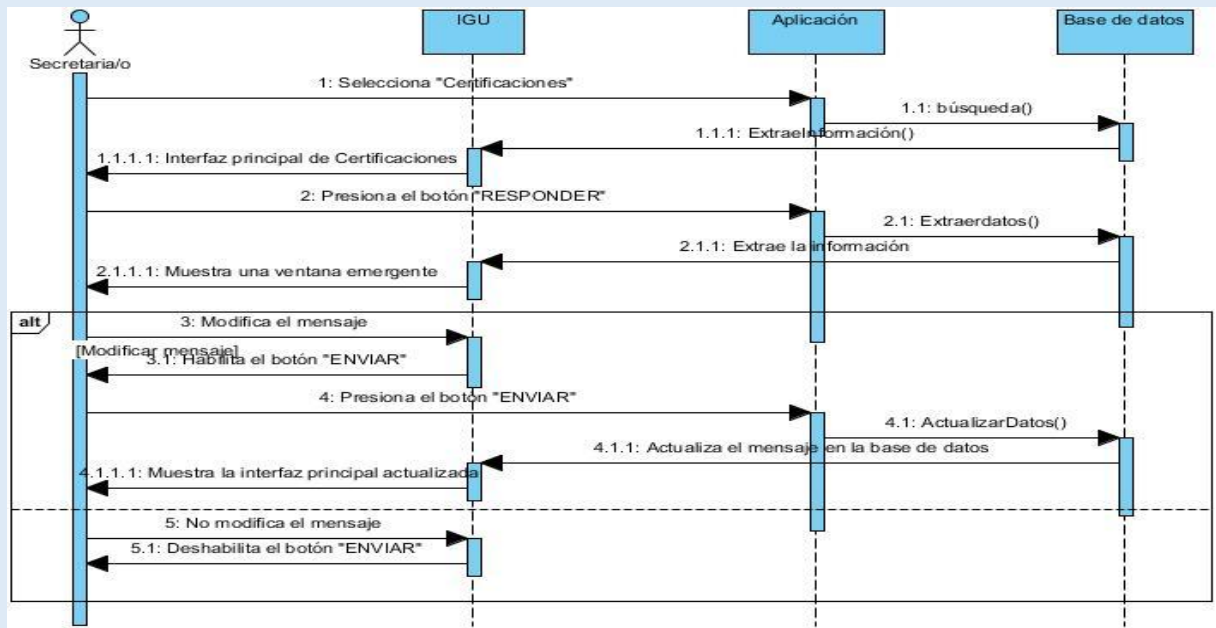 IGU
Aplicación
Base de datos
Secretaria/o
1: Selecciona "Certificaciones"
1.1: búsqueda()
1.1.1: ExtraeInformación()
1.1.1.1: Interfaz principal de Certificaciones
2: Presiona el botón "RESPONDER"
2.1: Extraerdatos()
2.1.1: Extrae la información
2.1.1.1: Muestra una ventana emergente
alt
3: Modifica el mensaje
[Modificar mensaje]
3.1: Habilita el botón "ENVIAR"
4: Presiona el botón "ENVIAR"
4.1: ActualizarDatos()
4.1.1: Actualiza el mensaje en la base de datos
4.1.1.1: Muestra la interfaz principal actualizada
5: No modifica el mensaje
5.1: Deshabilita el botón "ENVIAR"